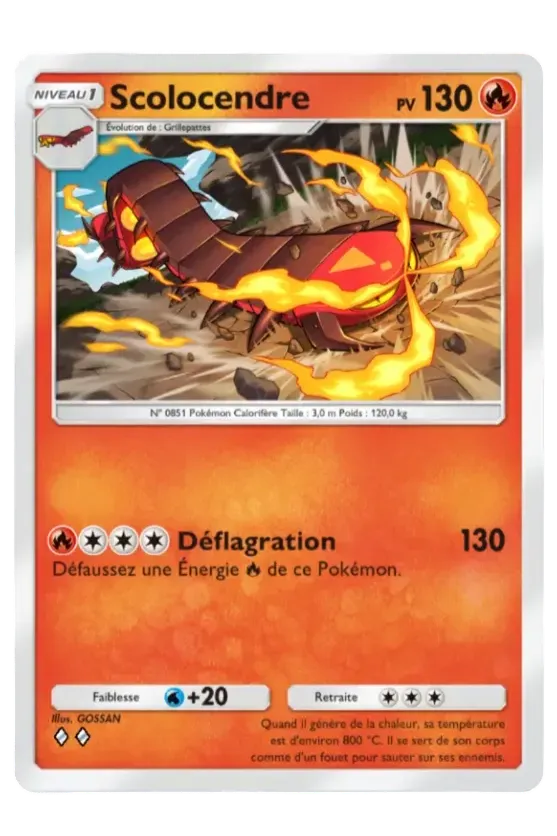 NIVEAU 1 Scolocendre PV 130
Évolution de : Grillepattes
N° 0851 Pokémon Calorifère Taille : 3,0 m Poids : 120,0 kg
Déflagration 130
Défaussez une Énergie de ce Pokémon.
Faiblesse +20 Retraite
Illus. GOSSAN
Quand il génère de la chaleur, sa température
est d'environ 800 °C. Il se sert de son corps
comme d'un fouet pour sauter sur ses ennemis.